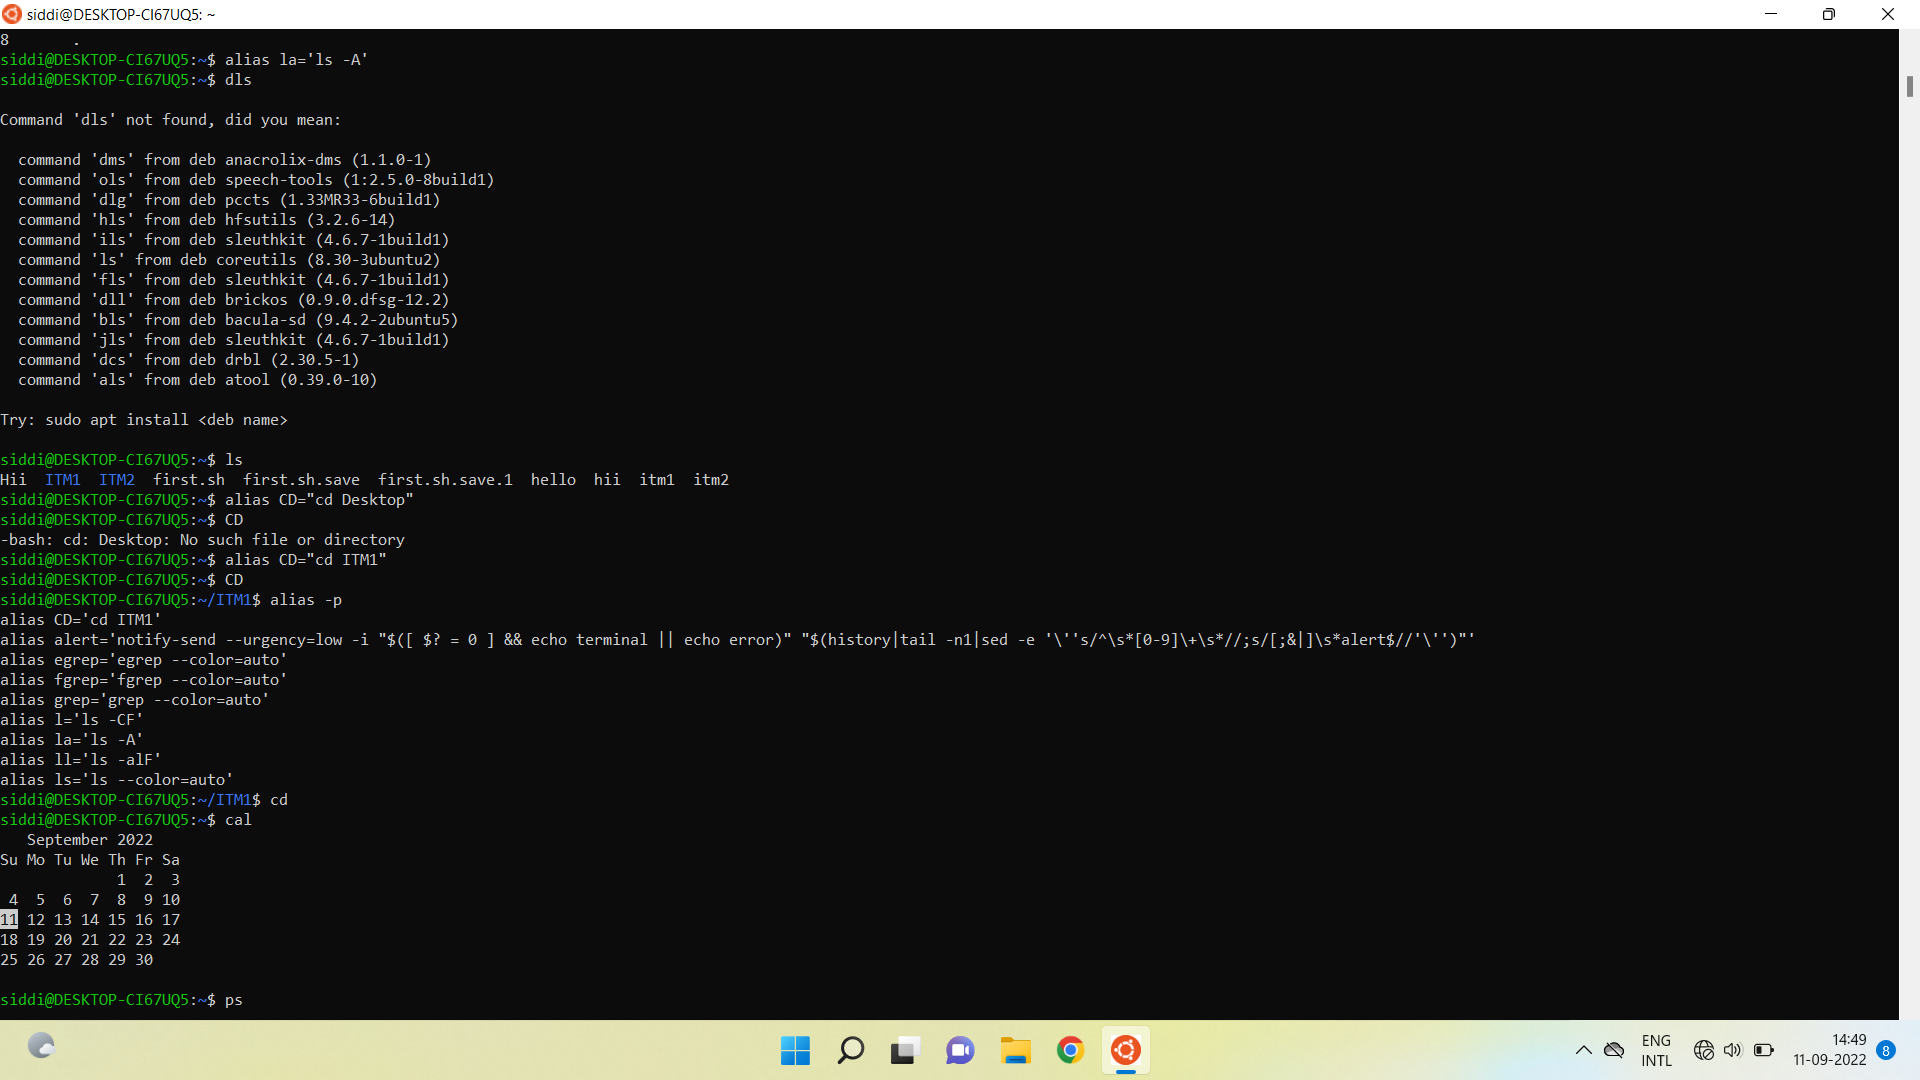 siddi@DESKTOP-CI67UQ5: ~
8       .
siddi@DESKTOP-CI67UQ5:~$ alias la='ls -A'
siddi@DESKTOP-CI67UQ5:~$ dls
Command 'dls' not found, did you mean:
  command 'dms' from deb anacrolix-dms (1.1.0-1)
  command 'ols' from deb speech-tools (1:2.5.0-8build1)
  command 'dlg' from deb pccts (1.33MR33-6build1)
  command 'hls' from deb hfsutils (3.2.6-14)
  command 'ils' from deb sleuthkit (4.6.7-1build1)
  command 'ls' from deb coreutils (8.30-3ubuntu2)
  command 'fls' from deb sleuthkit (4.6.7-1build1)
  command 'dll' from deb brickos (0.9.0.dfsg-12.2)
  command 'bls' from deb bacula-sd (9.4.2-2ubuntu5)
  command 'jls' from deb sleuthkit (4.6.7-1build1)
  command 'dcs' from deb drbl (2.30.5-1)
  command 'als' from deb atool (0.39.0-10)
Try: sudo apt install <deb name>
siddi@DESKTOP-CI67UQ5:~$ ls
Hii  ITM1  ITM2  first.sh  first.sh.save  first.sh.save.1  hello  hii  itm1  itm2
siddi@DESKTOP-CI67UQ5:~$ alias CD="cd Desktop"
siddi@DESKTOP-CI67UQ5:~$ CD
-bash: cd: Desktop: No such file or directory
siddi@DESKTOP-CI67UQ5:~$ alias CD="cd ITM1"
siddi@DESKTOP-CI67UQ5:~$ CD
siddi@DESKTOP-CI67UQ5:~/ITM1$ alias -p
alias CD='cd ITM1'
alias alert='notify-send --urgency=low -i "$([ $? = 0 ] && echo terminal || echo error)" "$(history|tail -n1|sed -e '\''s/^\s*[0-9]\+\s*//;s/[;&|]\s*alert$//'\'')"'
alias egrep='egrep --color=auto'
alias fgrep='fgrep --color=auto'
alias grep='grep --color=auto'
alias l='ls -CF'
alias la='ls -A'
alias ll='ls -alF'
alias ls='ls --color=auto'
siddi@DESKTOP-CI67UQ5:~/ITM1$ cd
siddi@DESKTOP-CI67UQ5:~$ cal
   September 2022
Su Mo Tu We Th Fr Sa
             1  2  3
 4  5  6  7  8  9 10
11 12 13 14 15 16 17
18 19 20 21 22 23 24
25 26 27 28 29 30
siddi@DESKTOP-CI67UQ5:~$ ps
ENG
INTL
14:49
11-09-2022
8